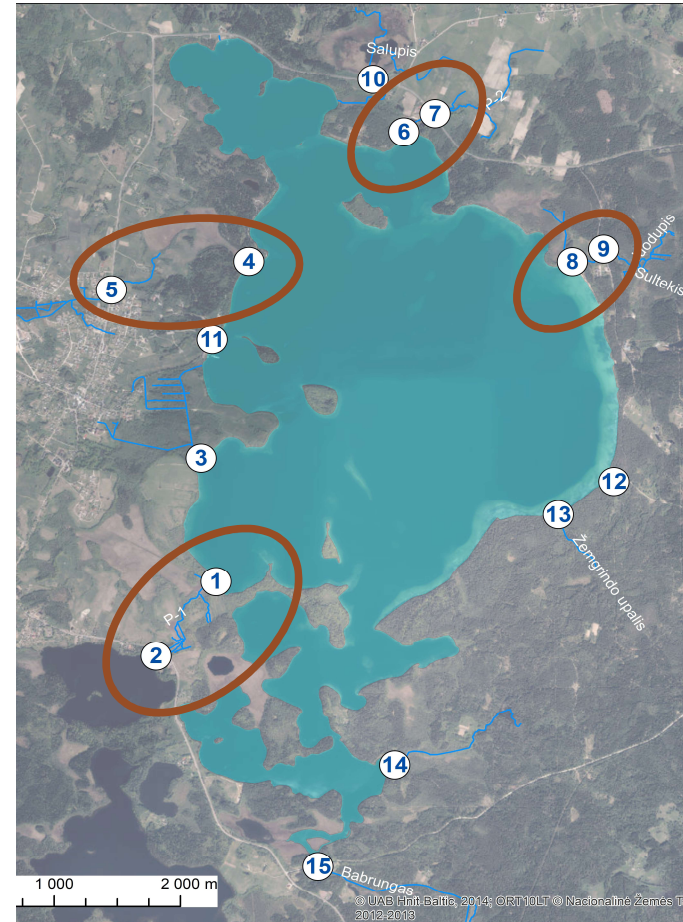 Salupis
10
P-2
7
6
Juodupis
9
8
4
Sultekis
5
11
3
12
13
Žemgrindo upalis
1
P-1
2
14
15
Babrungas
1 000
2 000 m
© UAB Hnit-Baltic, 2014; ORT10LT © Nacionalinė Žemės T
2012-2013